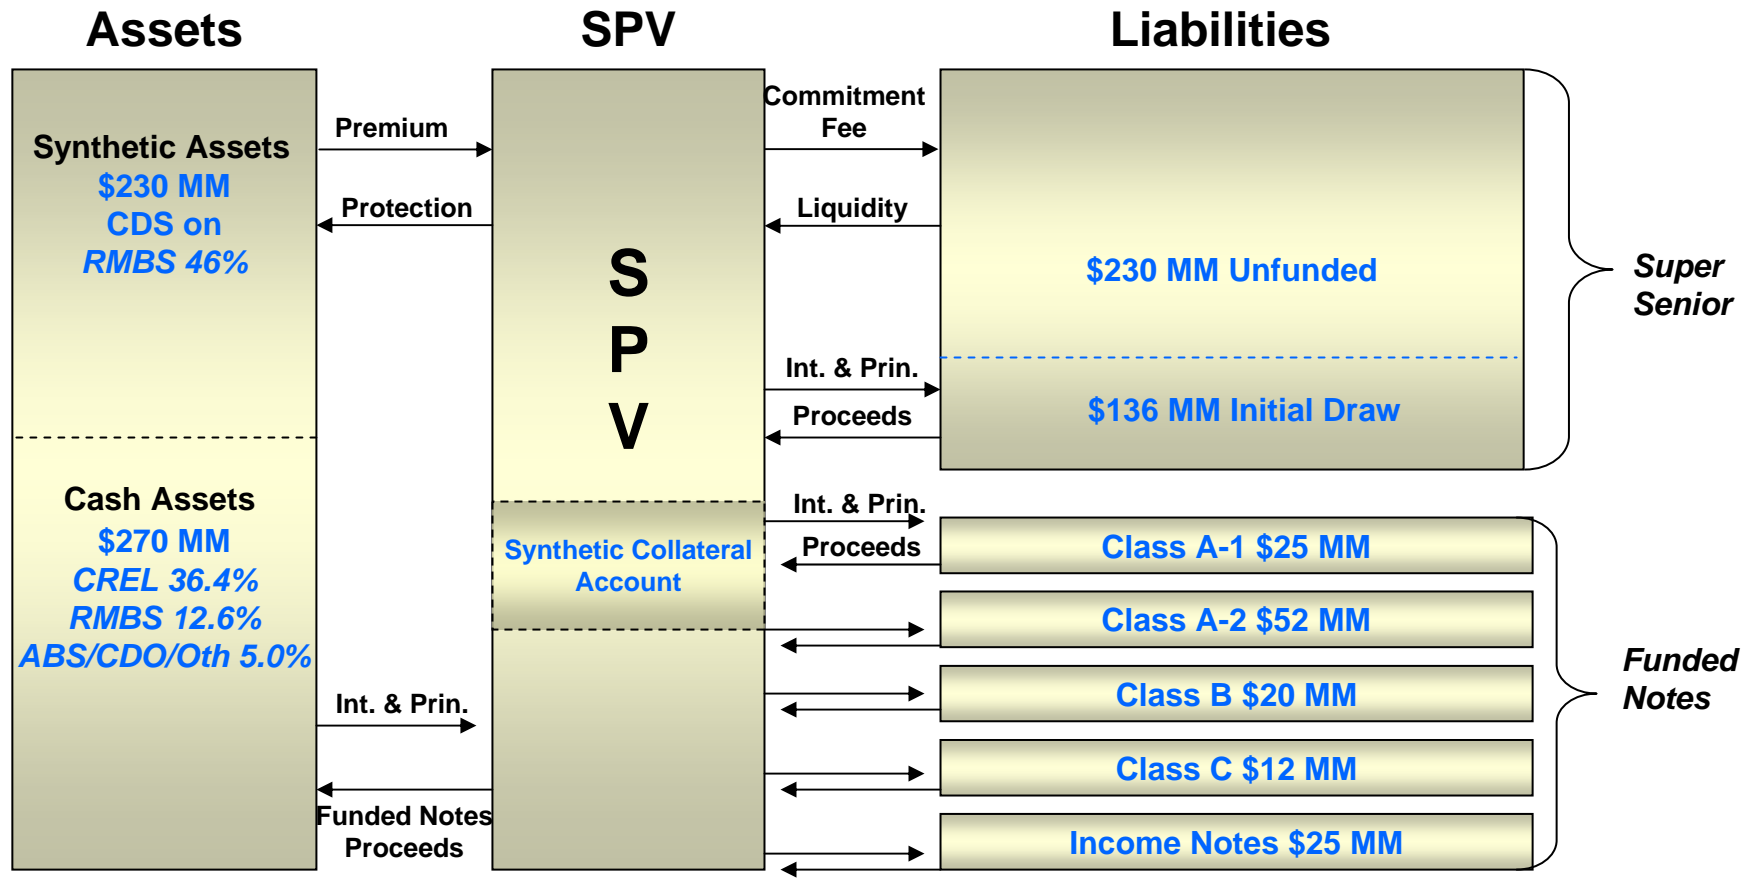 Assets
SPV
Liabilities
Synthetic Assets
$230 MM
CDS on
RMBS 46%
Cash Assets
$270 MM
CREL 36.4%
RMBS 12.6%
ABS/CDO/Oth 5.0%
Premium
Protection
Int. & Prin.
Funded Notes
Proceeds
S
P
V
Synthetic Collateral
Account
Commitment
Fee
Liquidity
Int. & Prin.
Proceeds
Int. & Prin.
Proceeds
$230 MM Unfunded
$136 MM Initial Draw
Class A-1 $25 MM
Class A-2 $52 MM
Class B $20 MM
Class C $12 MM
Income Notes $25 MM
Super
Senior
Funded
Notes